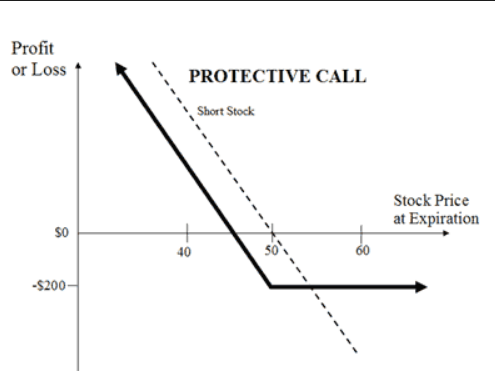 Profit
or Loss
PROTECTIVE CALL
Short Stock
Stock Price
at Expiration
$0
40
50
60
-$200